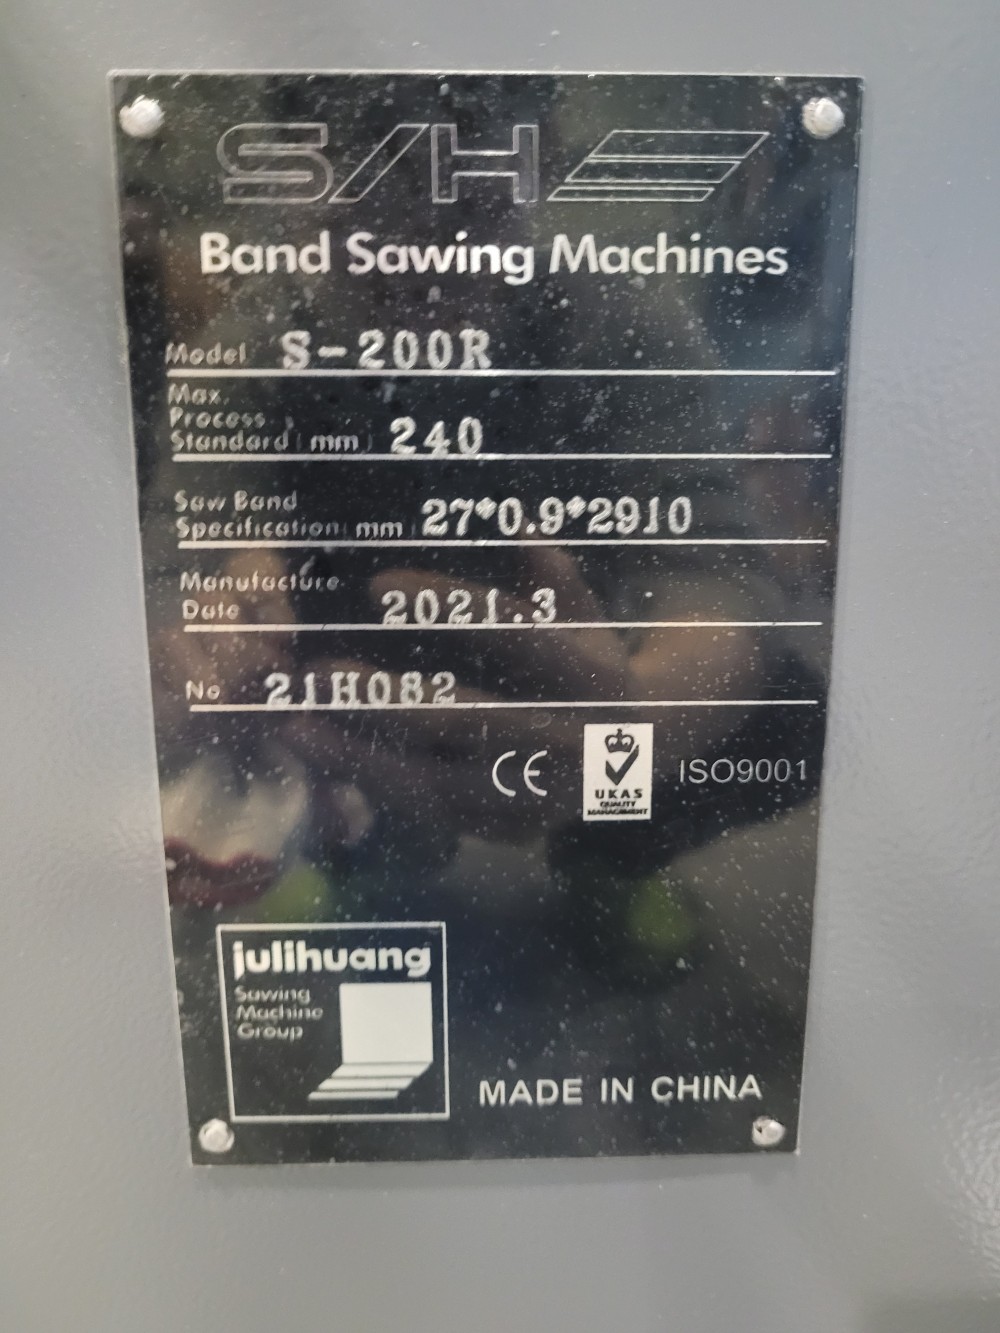 S/H
Band Sawing Machines
Model S-200R
Max.
Process
Standard(mm) 240
Saw Band
Specification(mm) 27*0.9*2910
Manufacture
Date 2021.3
No 21H082
CE UKAS QUALITY MANAGEMENT ISO9001
julihuang
Sawing
Machine
Group
MADE IN CHINA